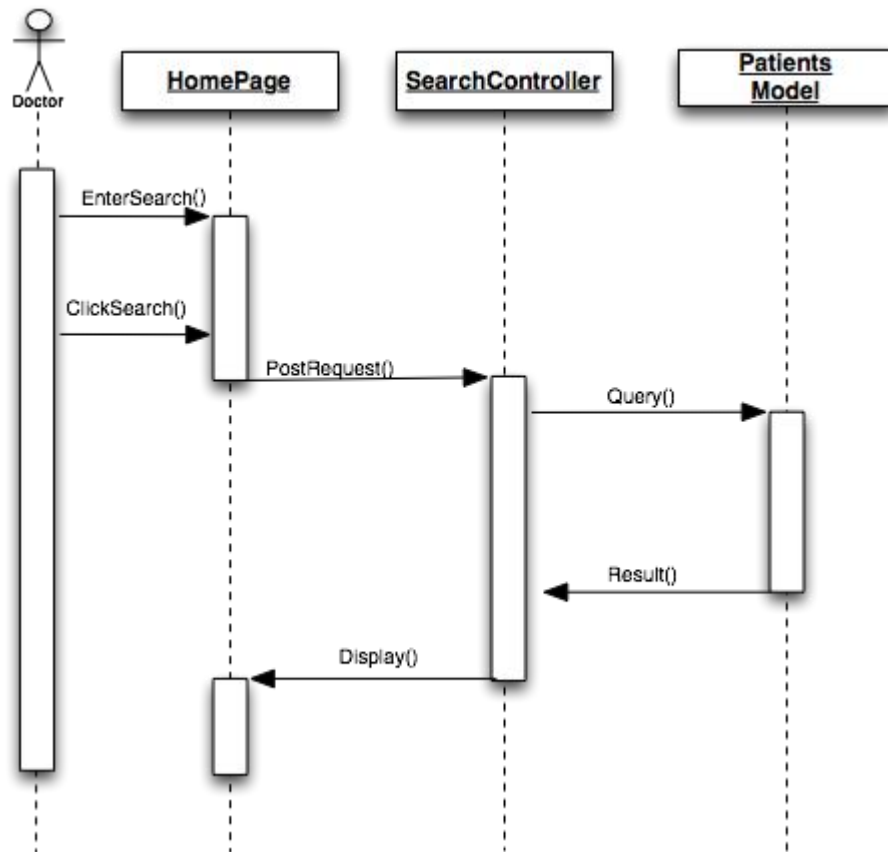 Doctor
HomePage
SearchController
Patients
Model
EnterSearch()
ClickSearch()
PostRequest()
Query()
Result()
Display()